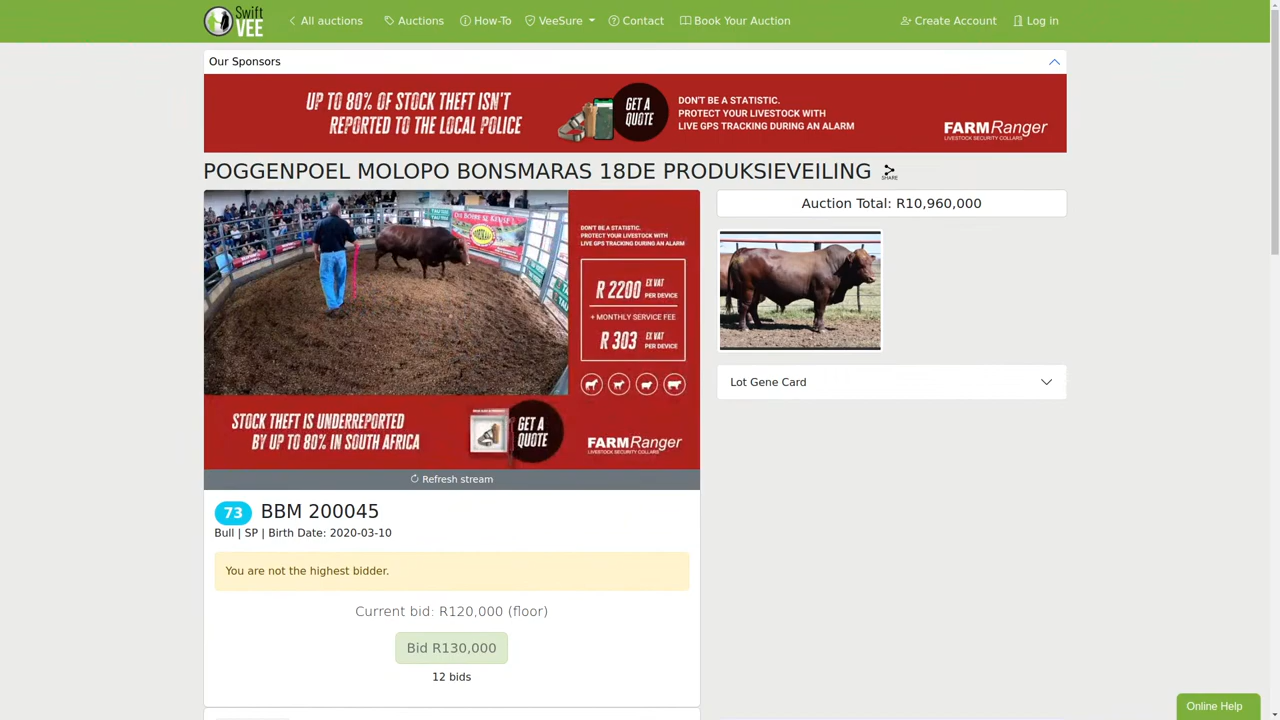 Swift
VEE
All auctions
Auctions
How-To
VeeSure
Contact
Book Your Auction
Create Account
Log in
Our Sponsors
UP TO 80% OF STOCK THEFT ISN'T
REPORTED TO THE LOCAL POLICE
GET A
QUOTE
DON'T BE A STATISTIC.
PROTECT YOUR LIVESTOCK WITH
LIVE GPS TRACKING DURING AN ALARM
FARMRanger
LIVESTOCK SECURITY COLLARS
POGGENPOEL MOLOPO BONSMARAS 18DE PRODUKSIEVEILING
SHARE
DON'T BE A STATISTIC.
PROTECT YOUR LIVESTOCK WITH
LIVE GPS TRACKING DURING AN ALARM
R 2200 EX VAT
PER DEVICE
+ MONTHLY SERVICE FEE
R 303 EX VAT
PER DEVICE
STOCK THEFT IS UNDERREPORTED
BY UP TO 80% IN SOUTH AFRICA
GET A
QUOTE
FARMRanger
LIVESTOCK SECURITY COLLARS
Refresh stream
Auction Total: R10,960,000
Lot Gene Card
73 BBM 200045
Bull | SP | Birth Date: 2020-03-10
You are not the highest bidder.
Current bid: R120,000 (floor)
Bid R130,000
12 bids
Online Help